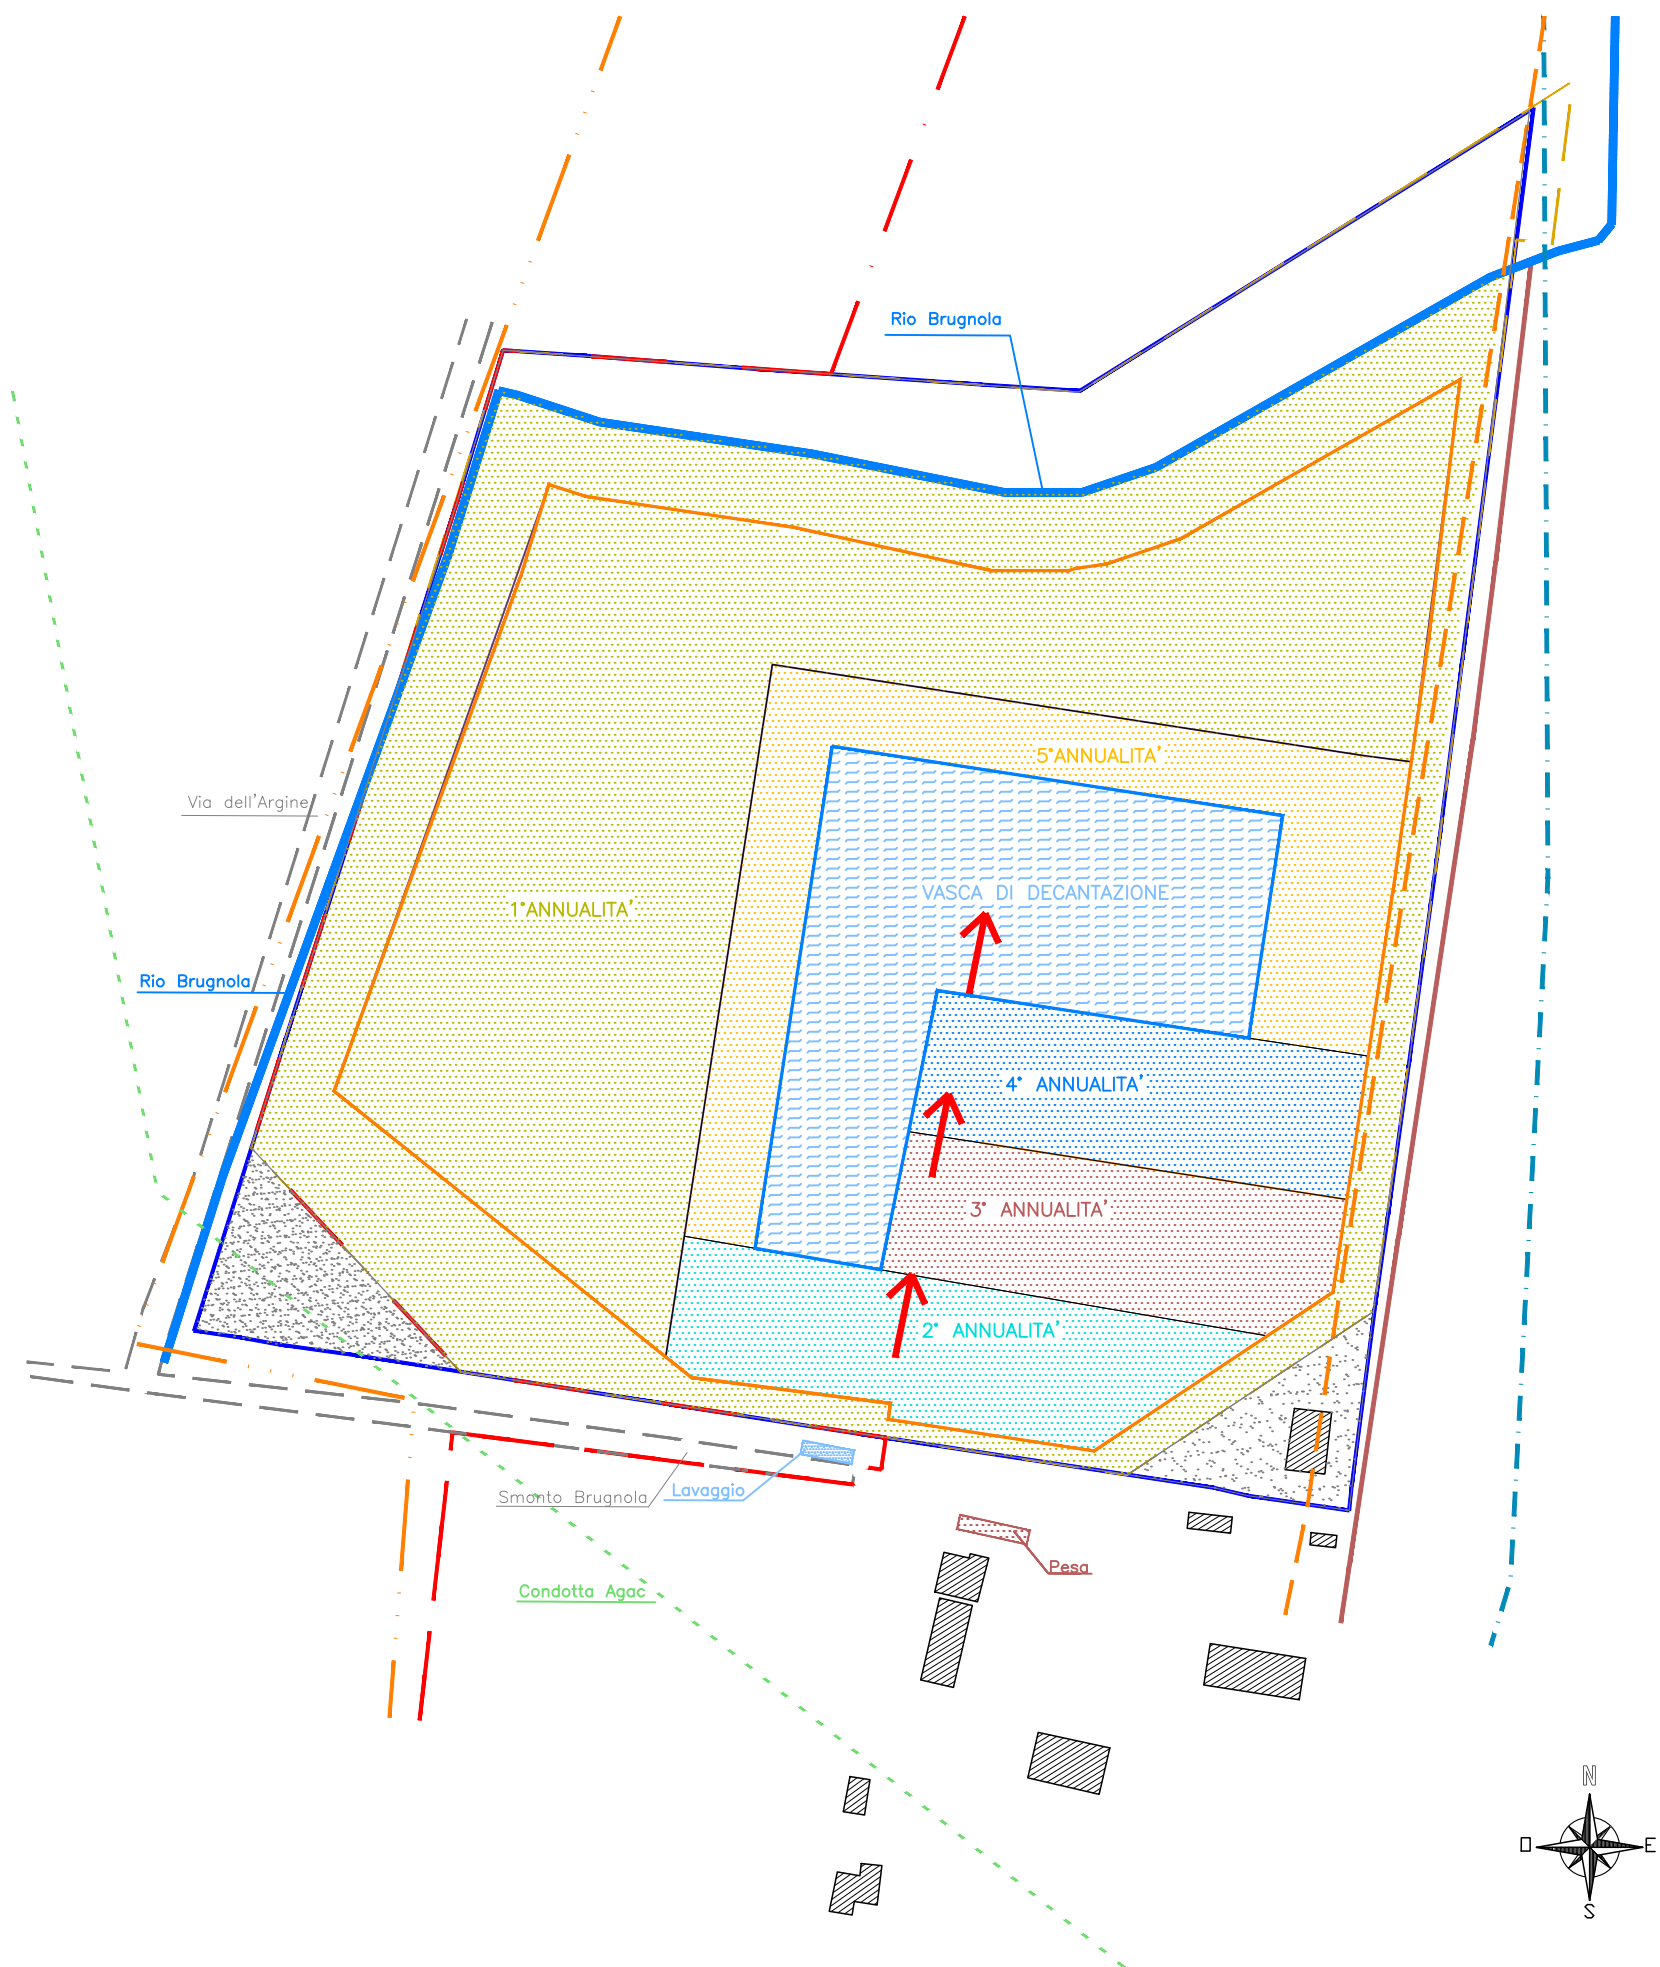 Rio Brugnola
5°ANNUALITA'
Via dell'Argine
VASCA DI DECANTAZIONE
1°ANNUALITA'
Rio Brugnola
4° ANNUALITA'
3° ANNUALITA'
2° ANNUALITA'
Lavaggio
Smonto Brugnola
Pesa
Condotta Agac
N
O
E
S